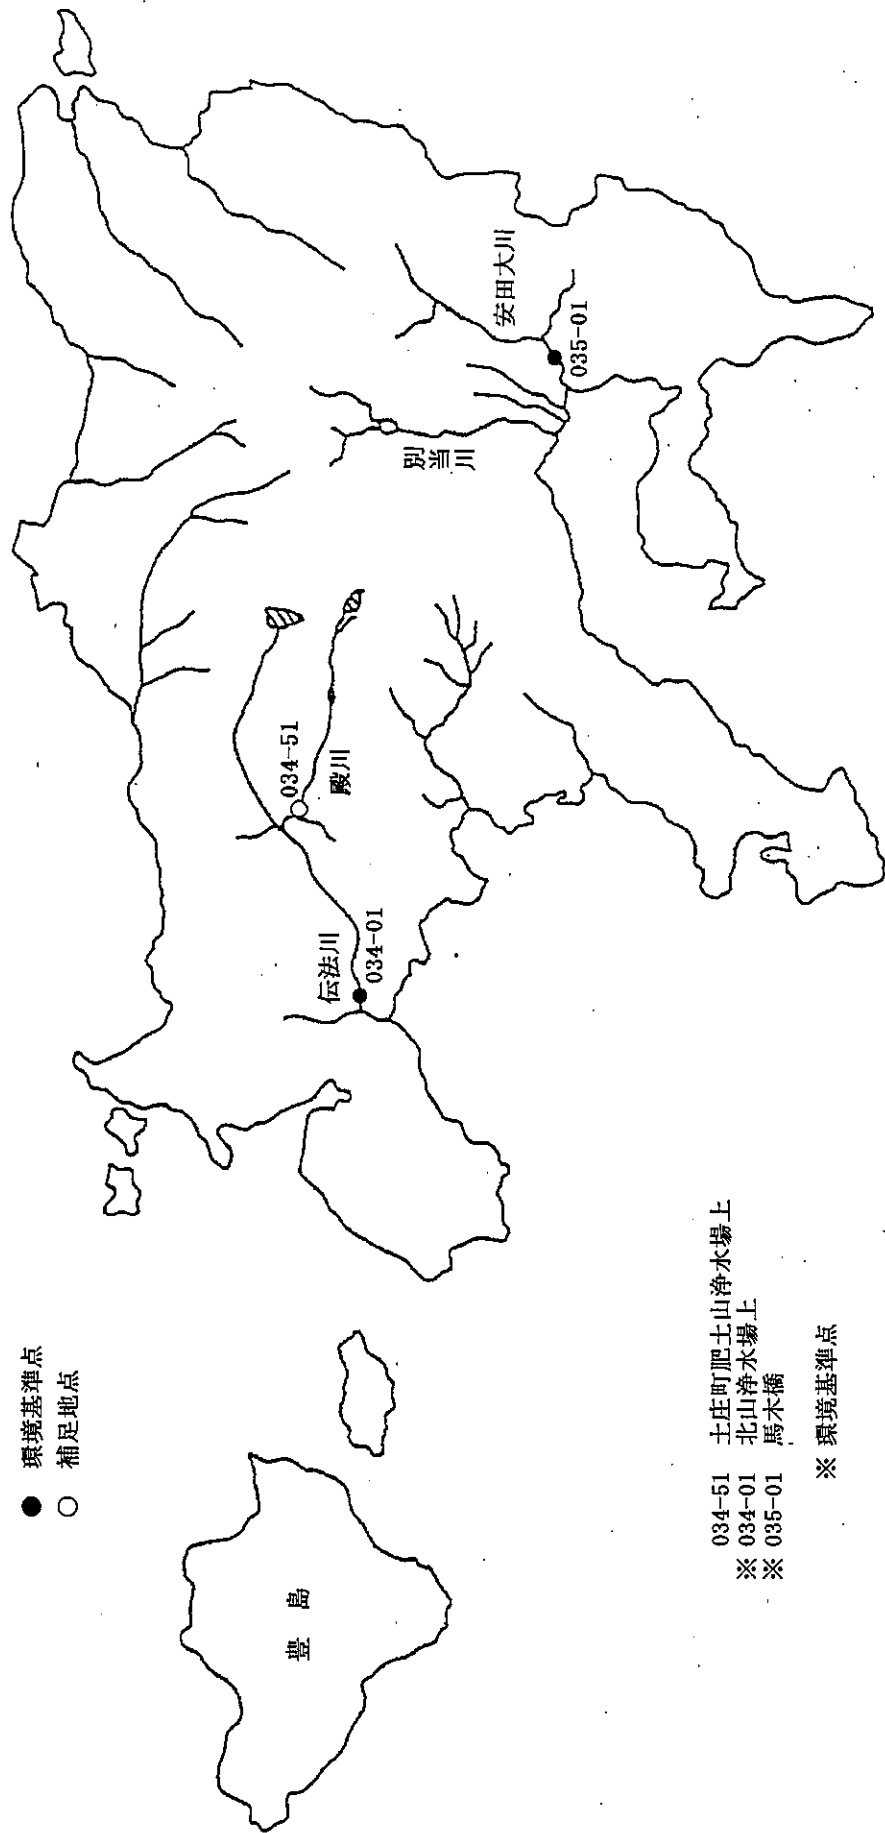 ● 環境基準点
○ 補足地点
豊島
伝法川
034-01
034-51
殿川
別当川
安田大川
035-01
034-51 土庄町肥土山浄水場上
※ 034-01 北山浄水場上
※ 035-01 馬木橋
※ 環境基準点